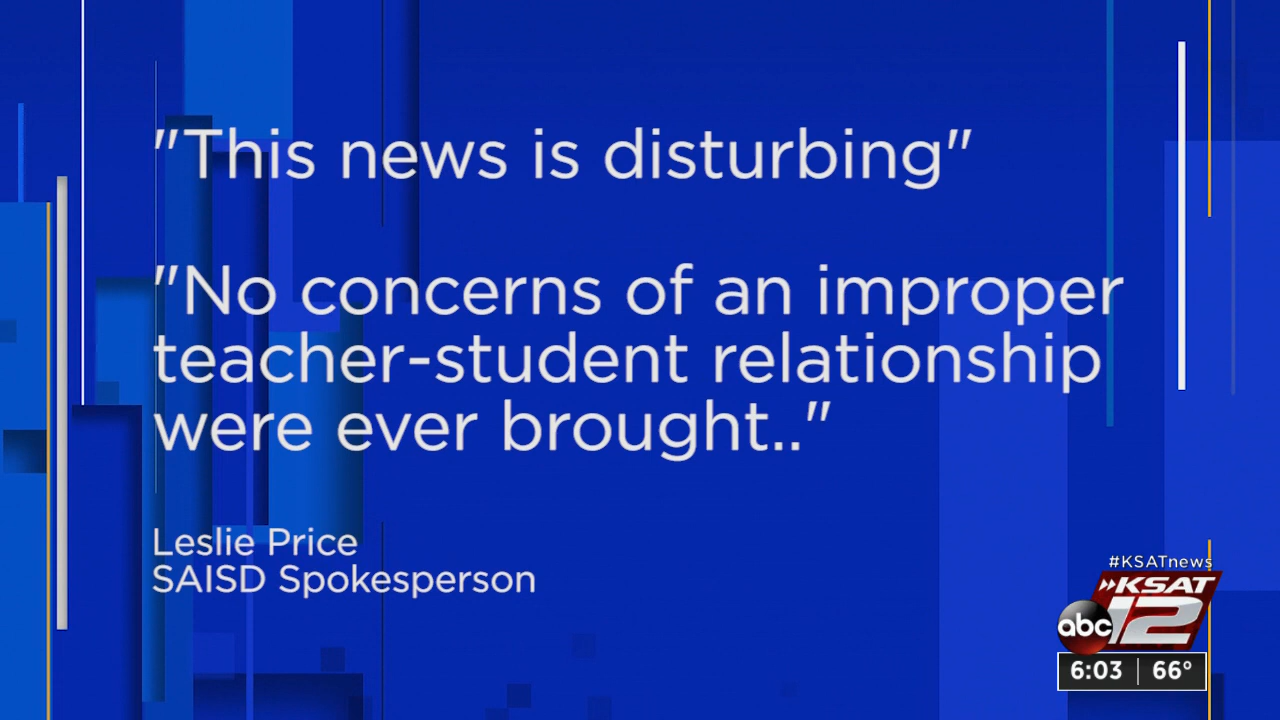 "This news is disturbing"
"No concerns of an improper
teacher-student relationship
were ever brought.."
Leslie Price
SAISD Spokesperson
#KSATnews
KSAT
abc 12
6:03 | 66°